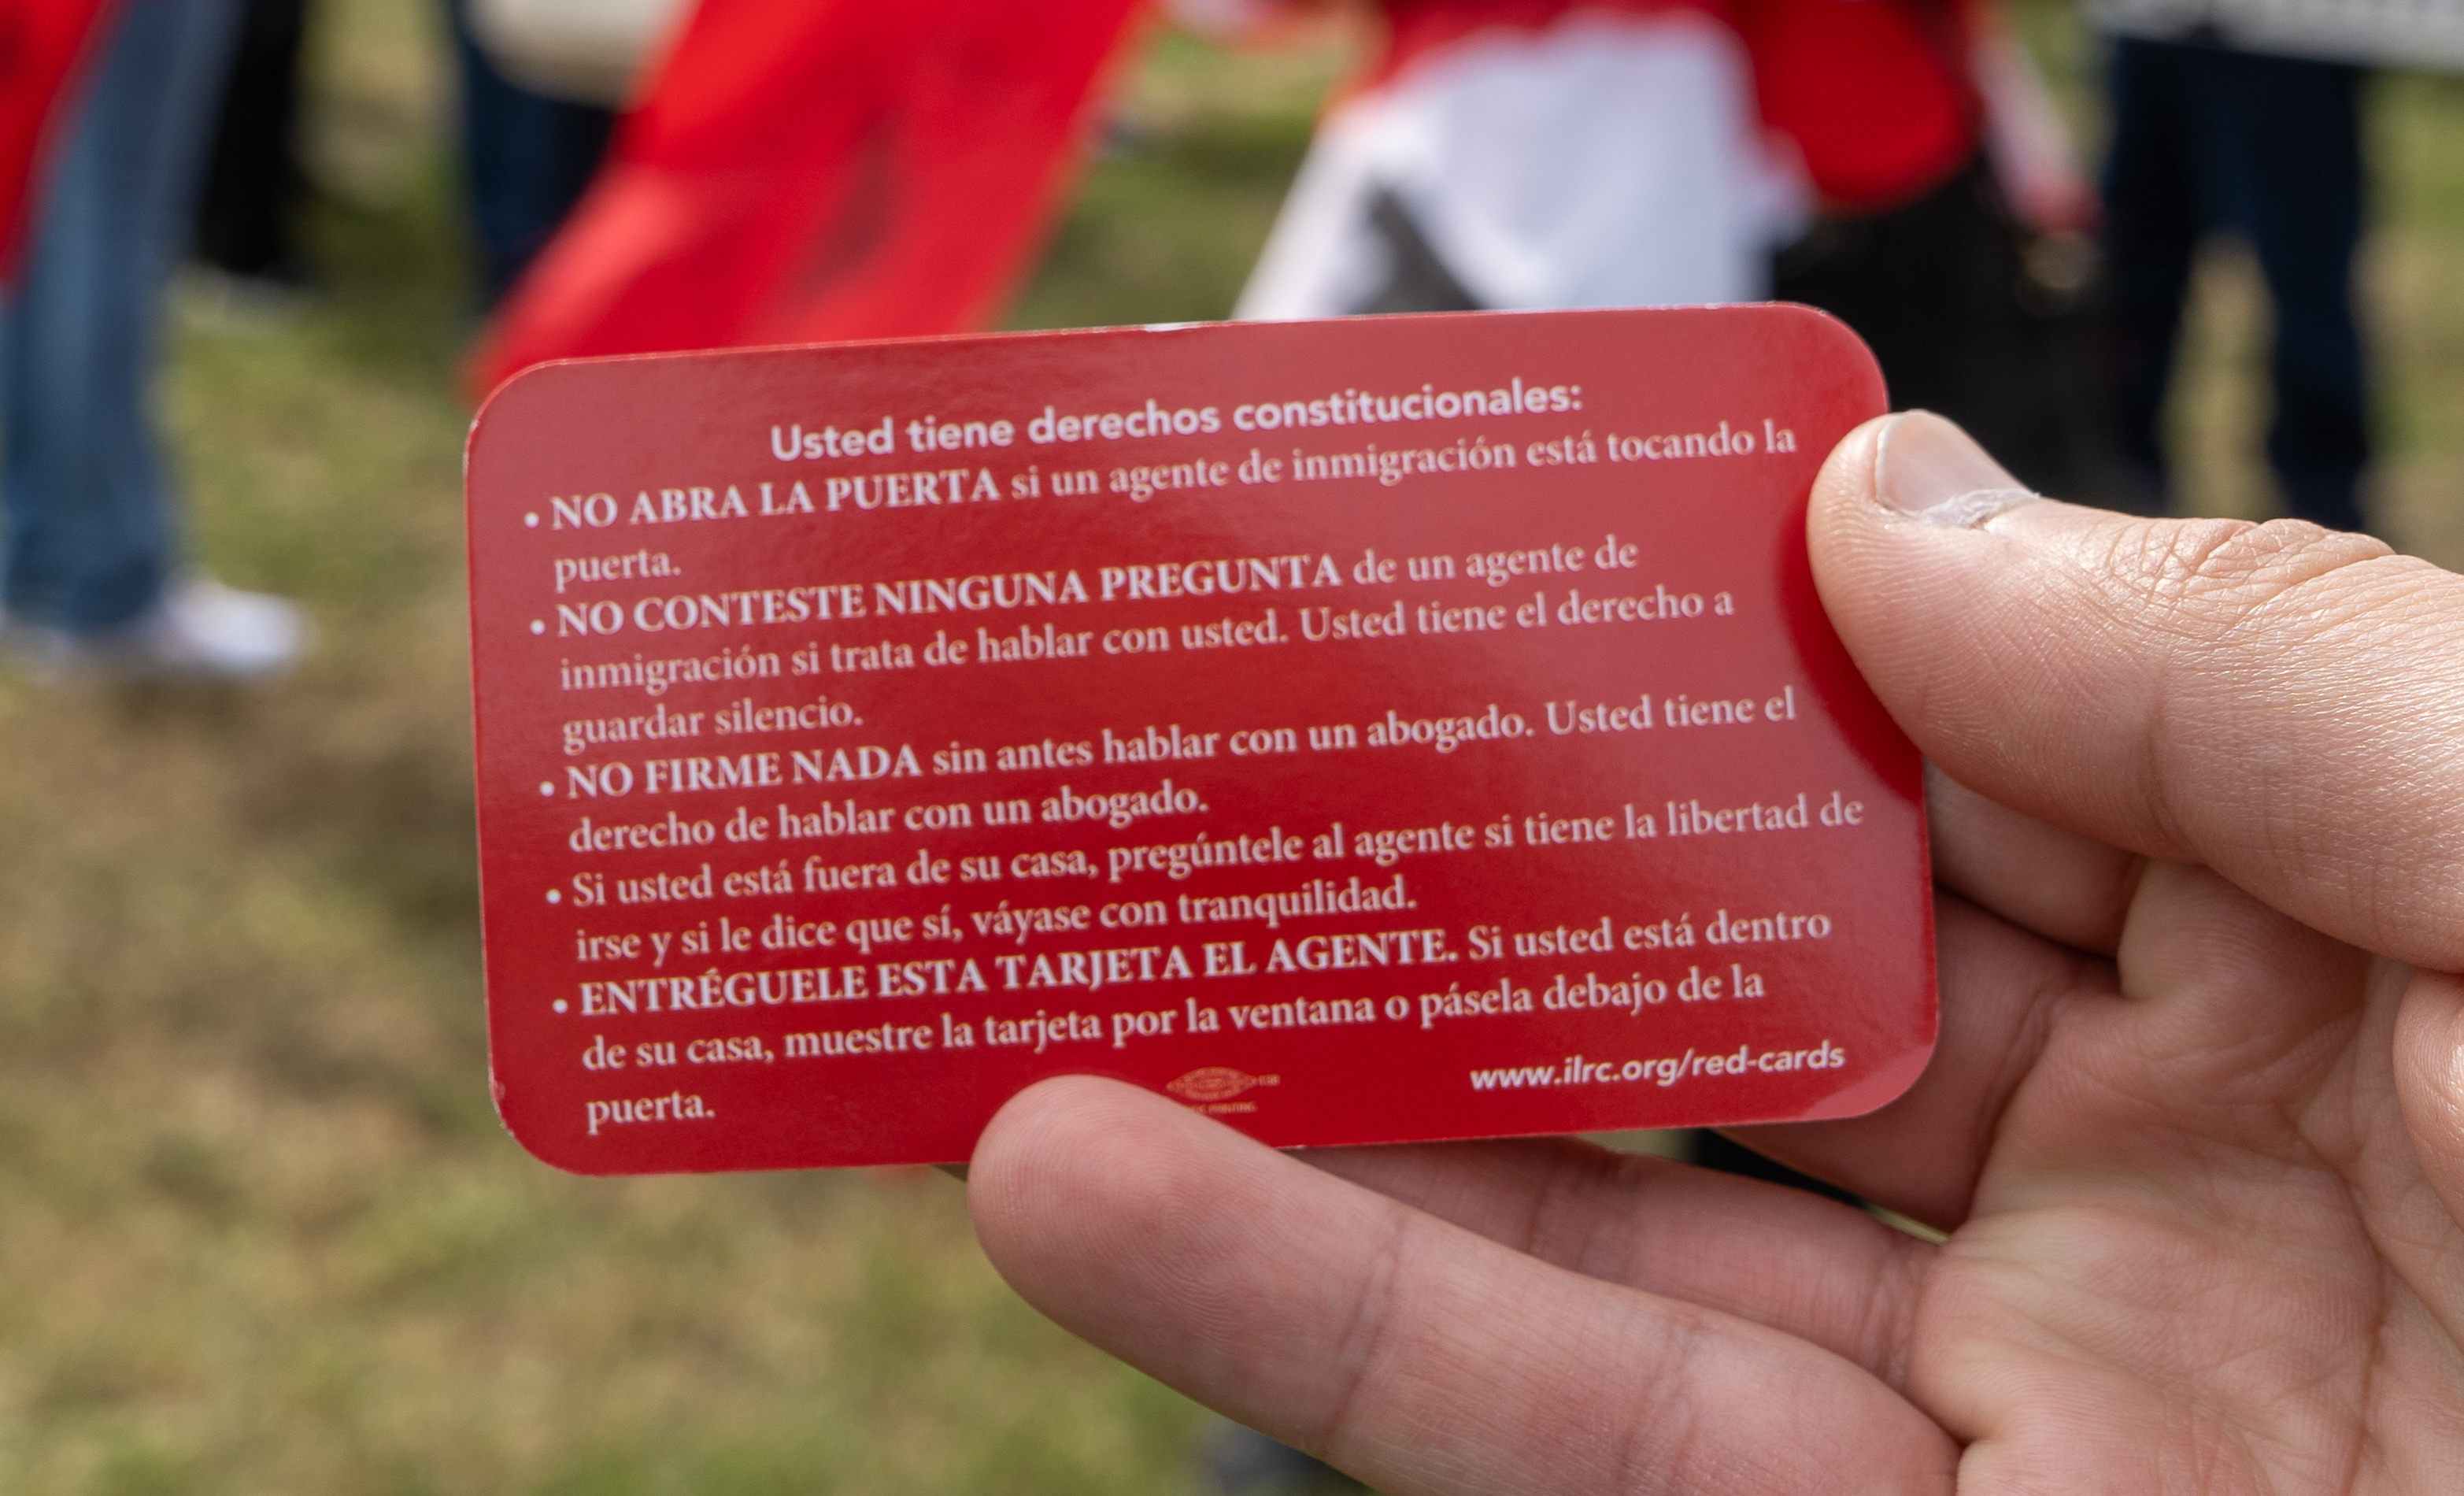 Usted tiene derechos constitucionales:
• NO ABRA LA PUERTA si un agente de inmigración está tocando la
puerta.
• NO CONTESTE NINGUNA PREGUNTA de un agente de
inmigración si trata de hablar con usted. Usted tiene el derecho a
guardar silencio.
• NO FIRME NADA sin antes hablar con un abogado. Usted tiene el
derecho de hablar con un abogado.
• Si usted está fuera de su casa, pregúntele al agente si tiene la libertad de
irse y si le dice que sí, váyase con tranquilidad.
• ENTRÉGUELE ESTA TARJETA EL AGENTE. Si usted está dentro
de su casa, muestre la tarjeta por la ventana o pásela debajo de la
puerta.
www.ilrc.org/red-cards